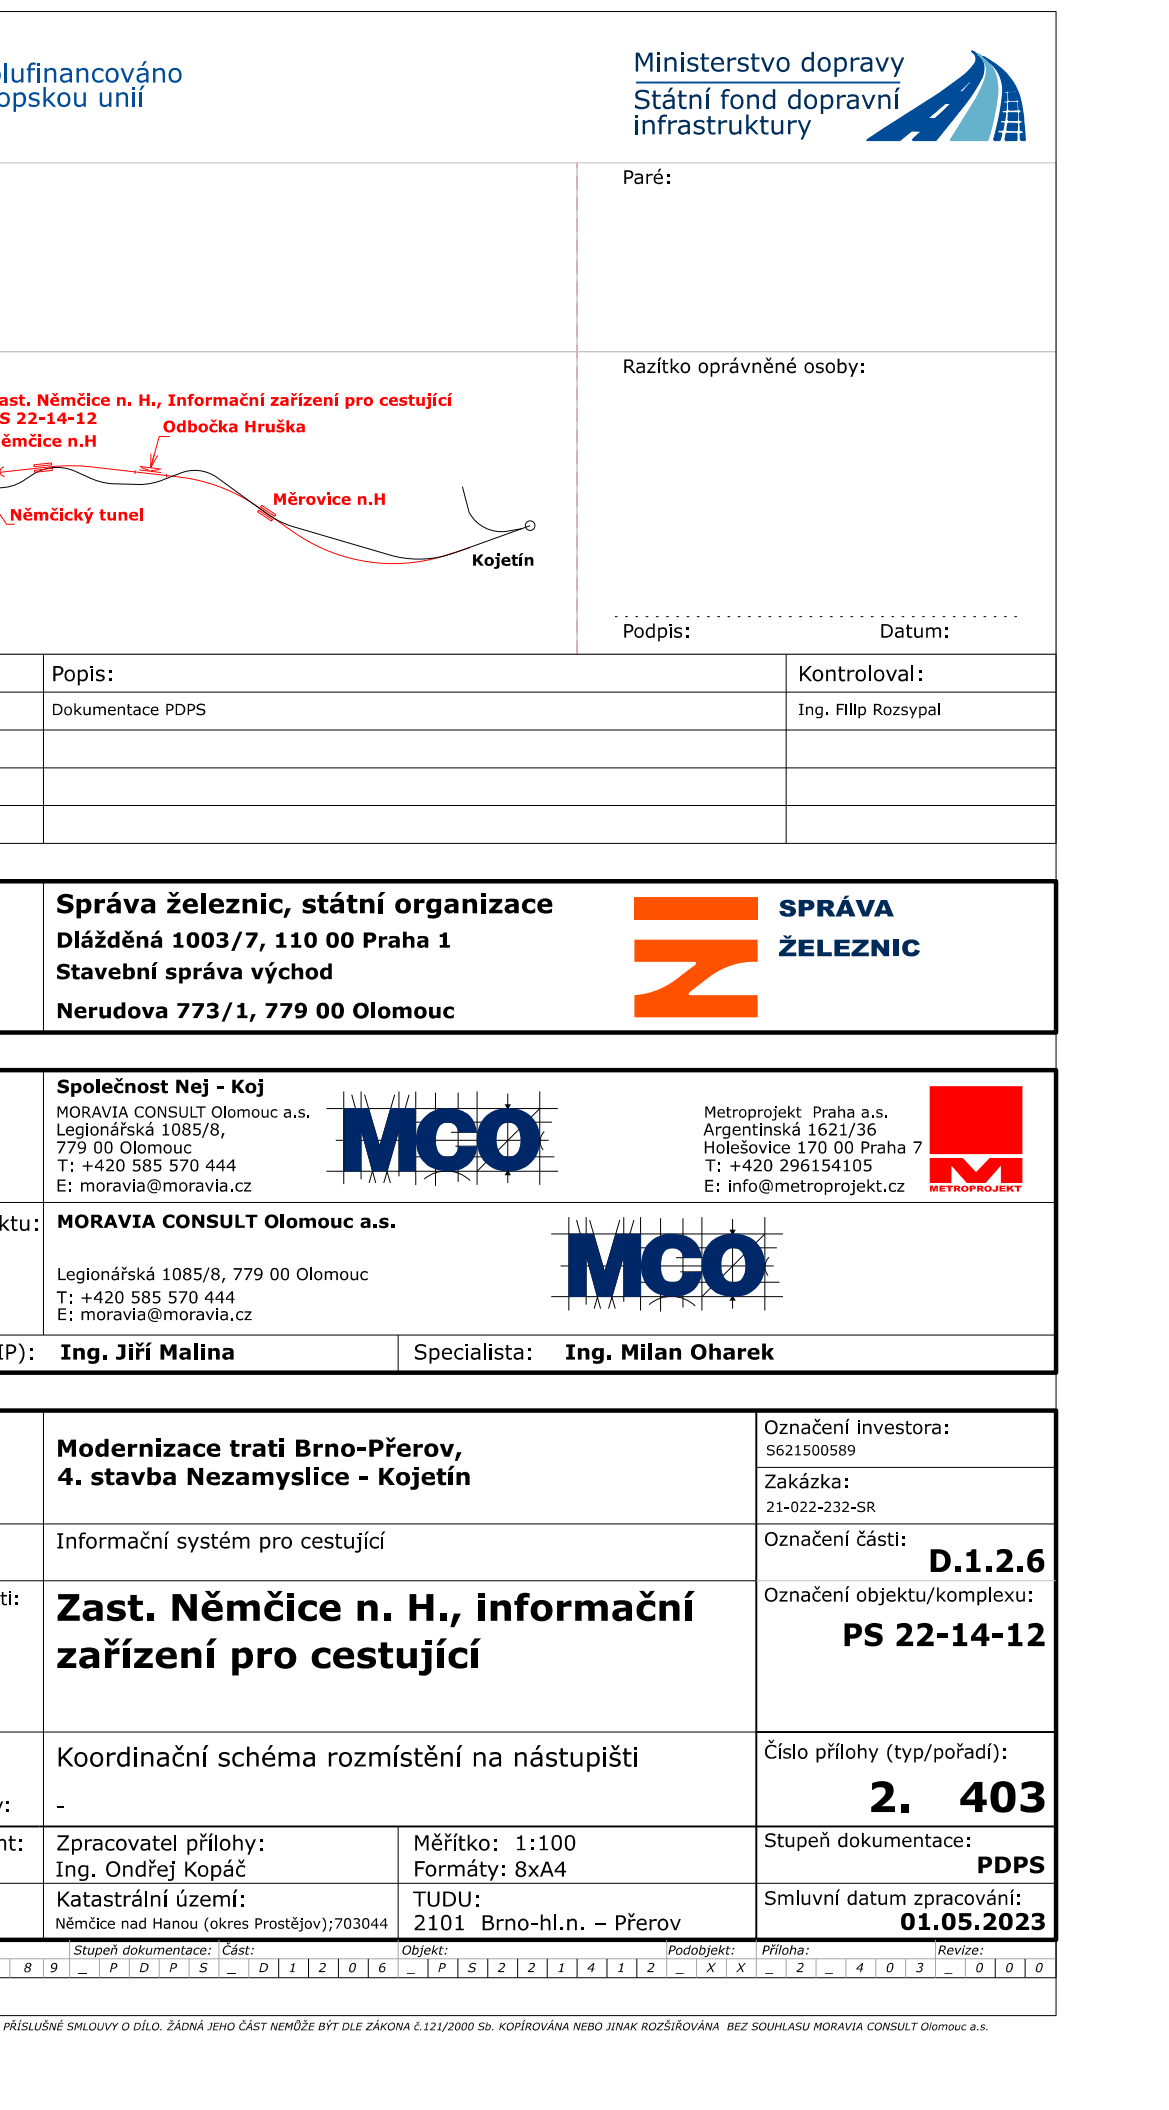 olufinancováno
opskou unií
Ministerstvo dopravy
Státní fond dopravní
infrastruktury
Paré:
Razítko oprávněné osoby:
ast. Němčice n. H., Informační zařízení pro cestující
S 22-14-12
ěmčice n.H
Odbočka Hruška
Němčický tunel
Měrovice n.H
Kojetín
Podpis: Datum:
Popis: Kontroloval:
Dokumentace PDPS Ing. Filip Rozsypal
Správa železnic, státní organizace
Dlážděná 1003/7, 110 00 Praha 1
Stavební správa východ
Nerudova 773/1, 779 00 Olomouc
SPRÁVA
ŽELEZNIC
Společnost Nej - Koj
MORAVIA CONSULT Olomouc a.s.
Legionářská 1085/8,
779 00 Olomouc
T: +420 585 570 444
E: moravia@moravia.cz
MCO
Metroprojekt Praha a.s.
Argentinská 1621/36
Holešovice 170 00 Praha 7
T: +420 296154105
E: info@metroprojekt.cz
METROPROJEKT
ktu: MORAVIA CONSULT Olomouc a.s.
Legionářská 1085/8, 779 00 Olomouc
T: +420 585 570 444
E: moravia@moravia.cz
MCO
IP): Ing. Jiří Malina Specialista: Ing. Milan Oharek
Modernizace trati Brno-Přerov,
4. stavba Nezamyslice - Kojetín
Označení investora:
S621500589
Zakázka:
21-022-232-SR
Informační systém pro cestující
Označení části:
D.1.2.6
ti: Zast. Němčice n. H., informační
zařízení pro cestující
Označení objektu/komplexu:
PS 22-14-12
Koordinační schéma rozmístění na nástupišti
y: -
Číslo přílohy (typ/pořadí):
2. 403
nt: Zpracovatel přílohy:
Ing. Ondřej Kopáč
Měřítko: 1:100
Formáty: 8xA4
Stupeň dokumentace:
PDPS
Katastrální území:
Němčice nad Hanou (okres Prostějov);703044
TUDU:
2101 Brno-hl.n. – Přerov
Smluvní datum zpracování:
01.05.2023
Stupeň dokumentace: Část: Objekt: Podobjekt: Příloha: Revize:
8 9 _ P D P S _ D 1 2 0 6 _ P S 2 2 1 4 1 2 _ X X _ 2 _ 4 0 3 _ 0 0 0
PŘÍSLUŠNÉ SMLOUVY O DÍLO. ŽÁDNÁ JEHO ČÁST NEMŮŽE BÝT DLE ZÁKONA č.121/2000 Sb. KOPÍROVÁNA NEBO JINAK ROZŠIŘOVÁNA BEZ SOUHLASU MORAVIA CONSULT Olomouc a.s.